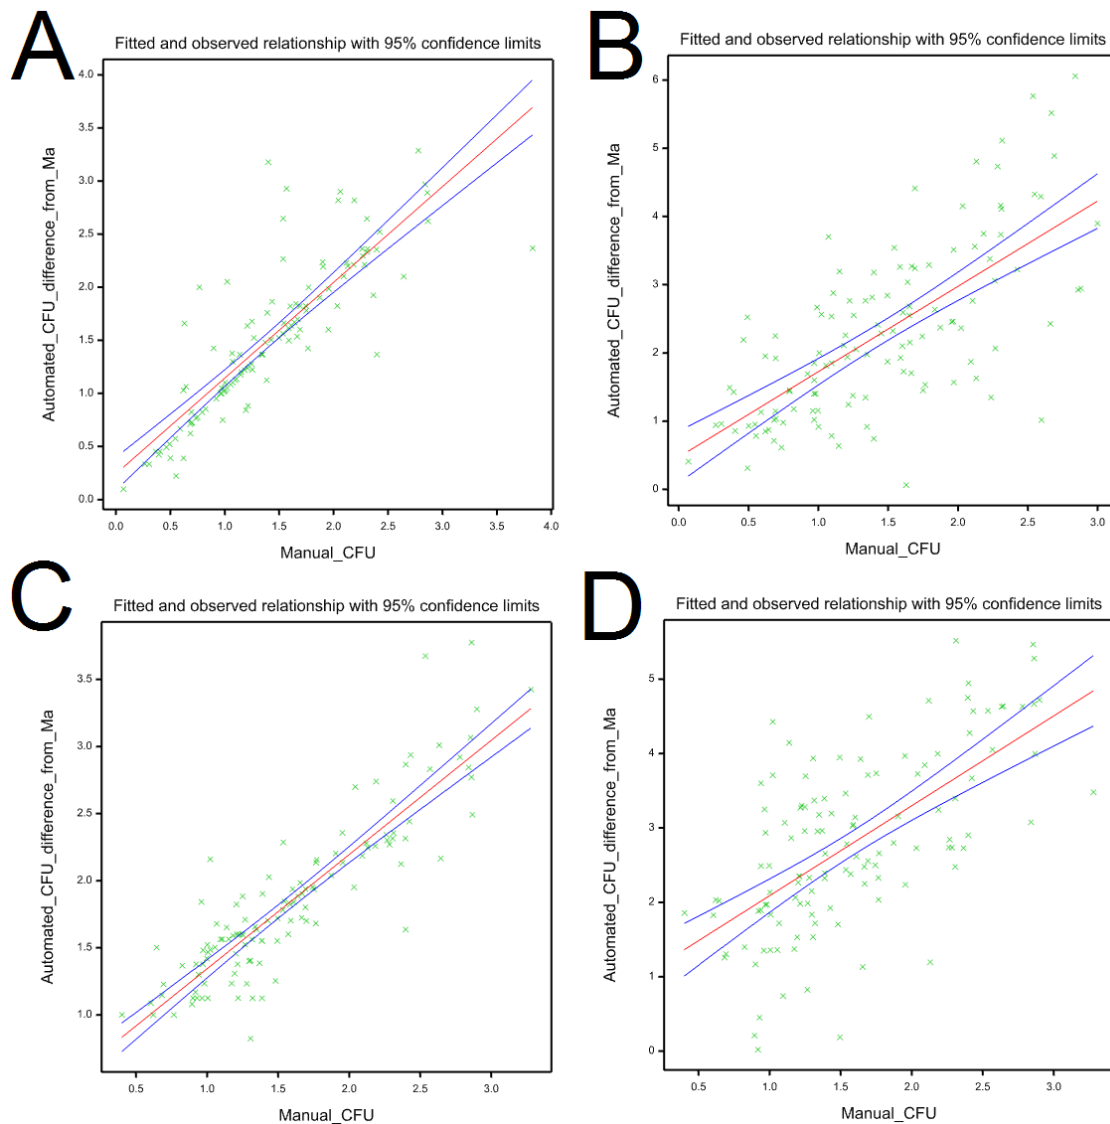 A
Fitted and observed relationship with 95% confidence limits
Automated_CFU_difference_from_Ma
4.0
3.5
3.0
2.5
2.0
1.5
1.0
0.5
0.0
0.0 0.5 1.0 1.5 2.0 2.5 3.0 3.5 4.0
Manual_CFU
B
Fitted and observed relationship with 95% confidence limits
Automated_CFU_difference_from_Ma
6
5
4
3
2
1
0
0.0 0.5 1.0 1.5 2.0 2.5 3.0
Manual_CFU
C
Fitted and observed relationship with 95% confidence limits
Automated_CFU_difference_from_Ma
3.5
3.0
2.5
2.0
1.5
1.0
0.5 1.0 1.5 2.0 2.5 3.0
Manual_CFU
D
Fitted and observed relationship with 95% confidence limits
Automated_CFU_difference_from_Ma
5
4
3
2
1
0
0.5 1.0 1.5 2.0 2.5 3.0
Manual_CFU